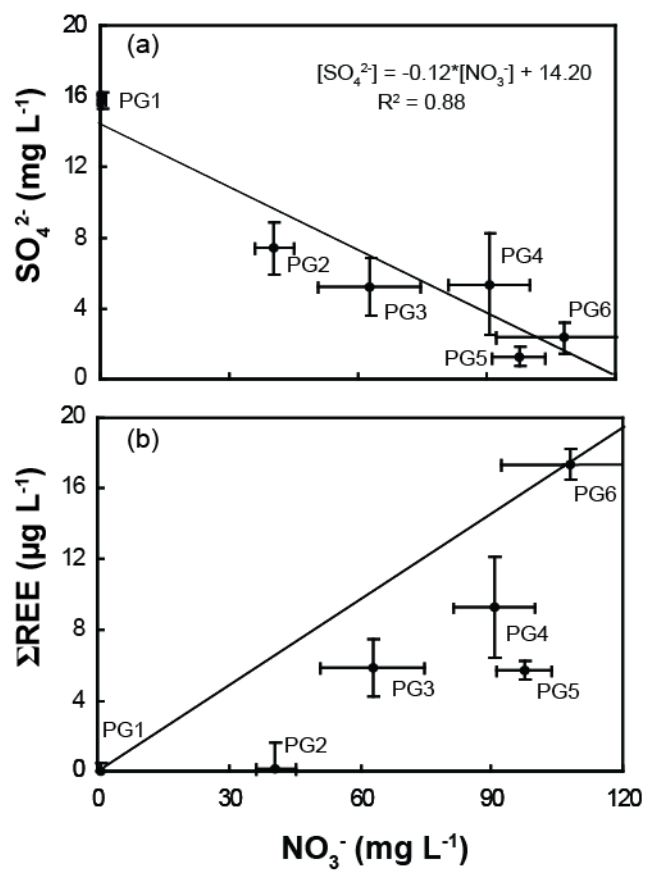 20
(a)
[SO₄²⁻] = -0.12*[NO₃⁻] + 14.20
R² = 0.88
16
PG1
12
8
PG2
PG3
PG4
4
PG6
PG5
0
SO₄²⁻ (mg L⁻¹)
20
(b)
16
PG6
12
8
PG4
PG3
PG5
4
PG1
PG2
0
ΣREE (µg L⁻¹)
0 30 60 90 120
NO₃⁻ (mg L⁻¹)